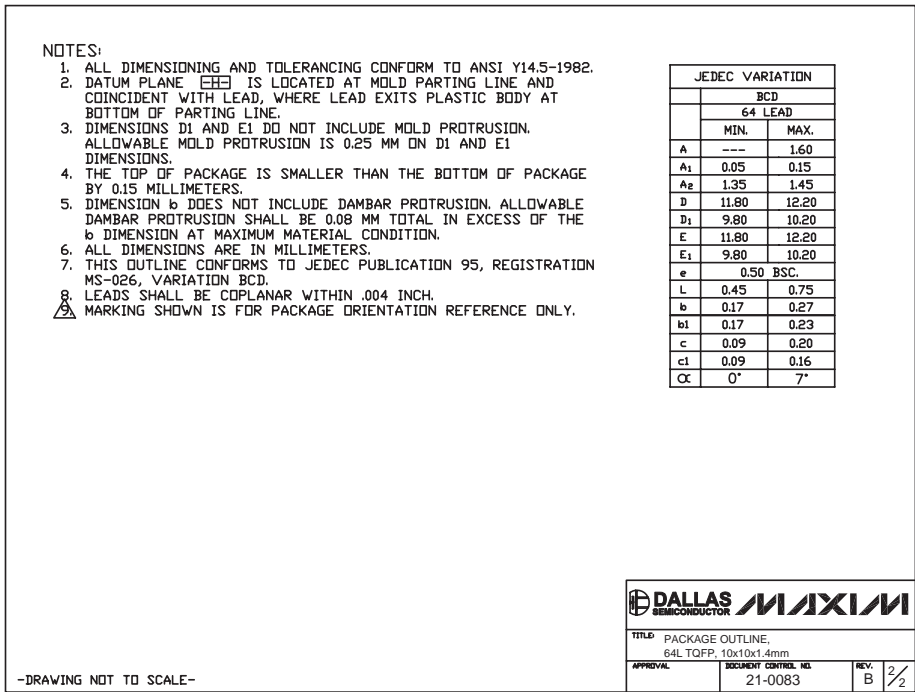 NOTES:
1. ALL DIMENSIONING AND TOLERANCING CONFORM TO ANSI Y14.5-1982.
2. DATUM PLANE -H- IS LOCATED AT MOLD PARTING LINE AND
COINCIDENT WITH LEAD, WHERE LEAD EXITS PLASTIC BODY AT
BOTTOM OF PARTING LINE.
3. DIMENSIONS D1 AND E1 DO NOT INCLUDE MOLD PROTRUSION.
ALLOWABLE MOLD PROTRUSION IS 0.25 MM ON D1 AND E1
DIMENSIONS.
4. THE TOP OF PACKAGE IS SMALLER THAN THE BOTTOM OF PACKAGE
BY 0.15 MILLIMETERS.
5. DIMENSION b DOES NOT INCLUDE DAMBAR PROTRUSION. ALLOWABLE
DAMBAR PROTRUSION SHALL BE 0.08 MM TOTAL IN EXCESS OF THE
b DIMENSION AT MAXIMUM MATERIAL CONDITION.
6. ALL DIMENSIONS ARE IN MILLIMETERS.
7. THIS OUTLINE CONFORMS TO JEDEC PUBLICATION 95, REGISTRATION
MS-026, VARIATION BCD.
8. LEADS SHALL BE COPLANAR WITHIN .004 INCH.
9. MARKING SHOWN IS FOR PACKAGE ORIENTATION REFERENCE ONLY.
JEDEC VARIATION
BCD
64 LEAD
MIN. MAX.
A --- 1.60
A1 0.05 0.15
A2 1.35 1.45
D 11.80 12.20
D1 9.80 10.20
E 11.80 12.20
E1 9.80 10.20
e 0.50 BSC.
L 0.45 0.75
b 0.17 0.27
b1 0.17 0.23
c 0.09 0.20
c1 0.09 0.16
α 0° 7°
-DRAWING NOT TO SCALE-
DALLAS SEMICONDUCTOR MAXIM
TITLE: PACKAGE OUTLINE,
64L TQFP, 10x10x1.4mm
APPROVAL DOCUMENT CONTROL NO. REV.
21-0083 B 2/2